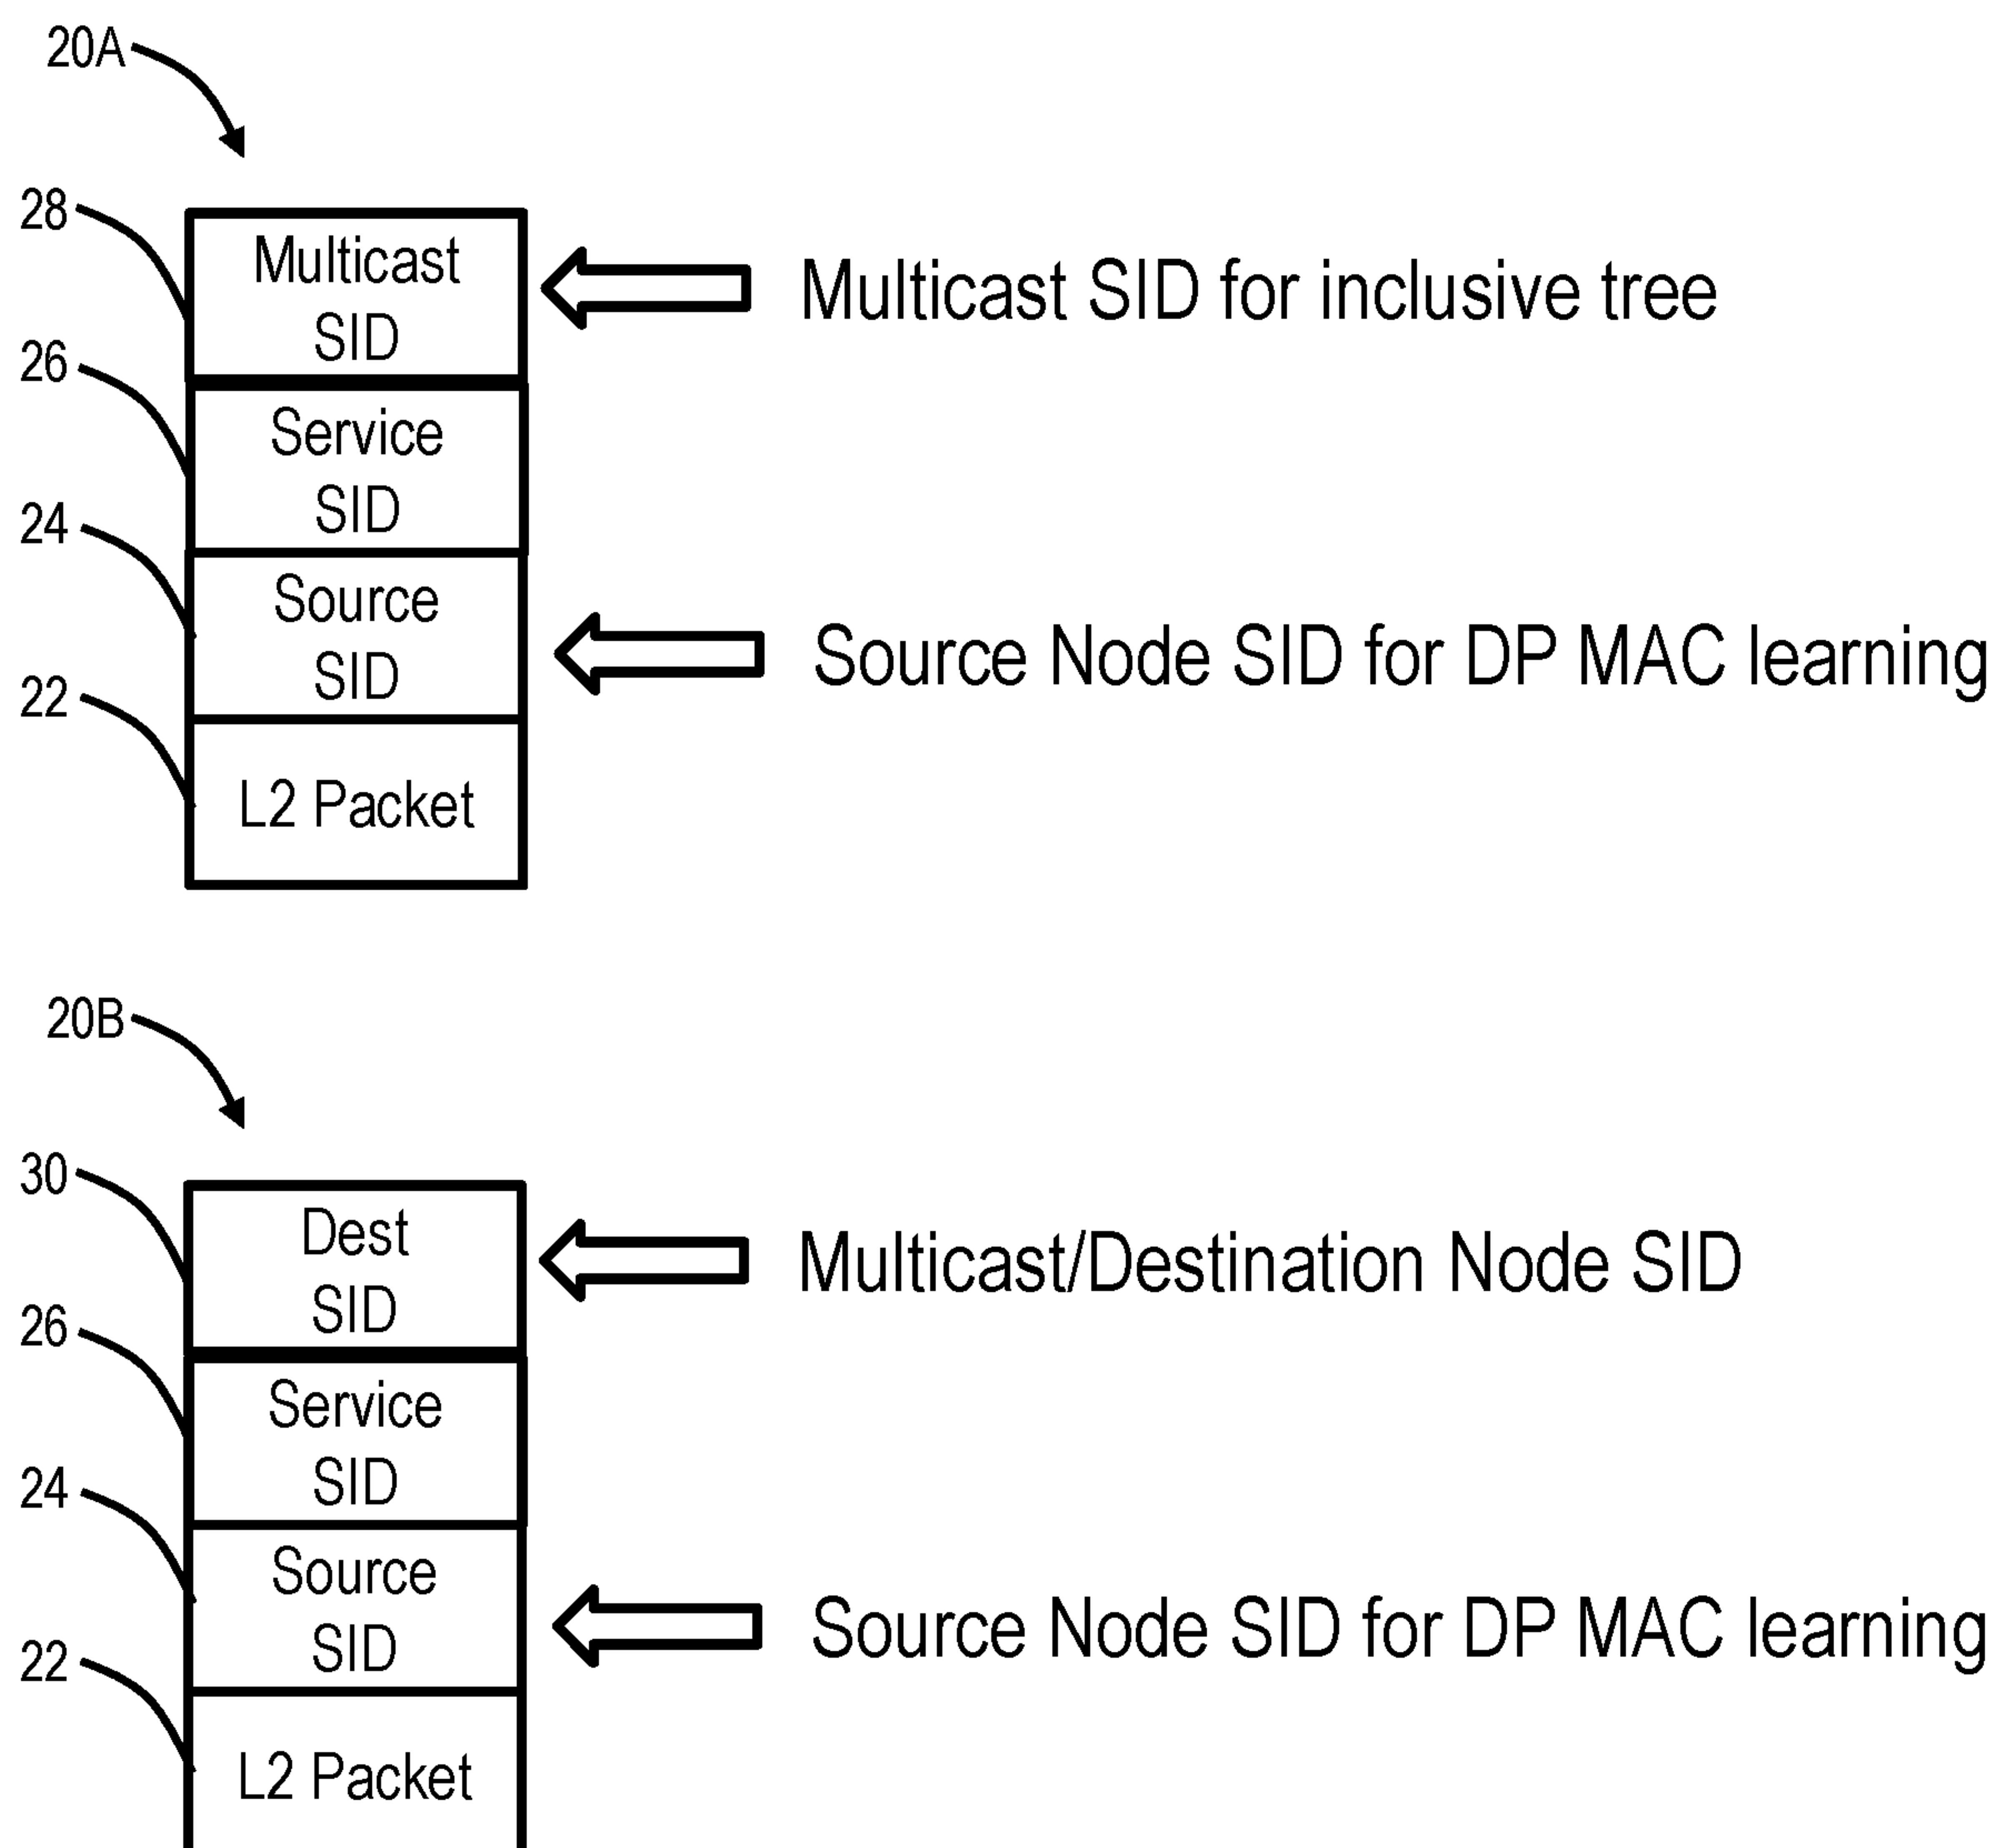 20A
28
Multicast
SID
Multicast SID for inclusive tree
26
Service
SID
24
Source
SID
Source Node SID for DP MAC learning
22
L2 Packet
20B
30
Dest
SID
Multicast/Destination Node SID
26
Service
SID
24
Source
SID
Source Node SID for DP MAC learning
22
L2 Packet